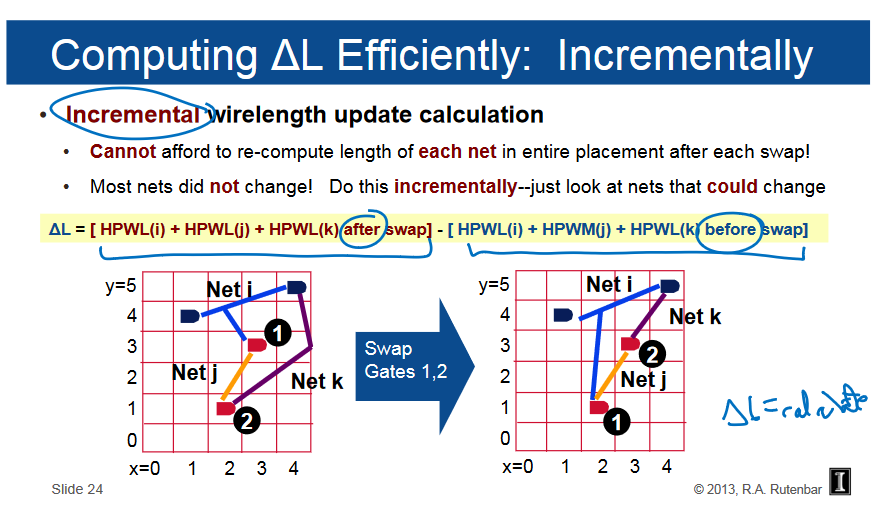 Computing ΔL Efficiently: Incrementally
• Incremental wirelength update calculation
• Cannot afford to re-compute length of each net in entire placement after each swap!
• Most nets did not change! Do this incrementally--just look at nets that could change
ΔL = [ HPWL(i) + HPWL(j) + HPWL(k) after swap] - [ HPWL(i) + HPWM(j) + HPWL(k) before swap]
y=5
4
3
2
1
0
x=0 1 2 3 4
Net i
1
Net j
Net k
2
Swap
Gates 1,2
y=5
4
3
2
1
0
x=0 1 2 3 4
Net i
Net k
2
Net j
1
ΔL =
Slide 24
© 2013, R.A. Rutenbar
I